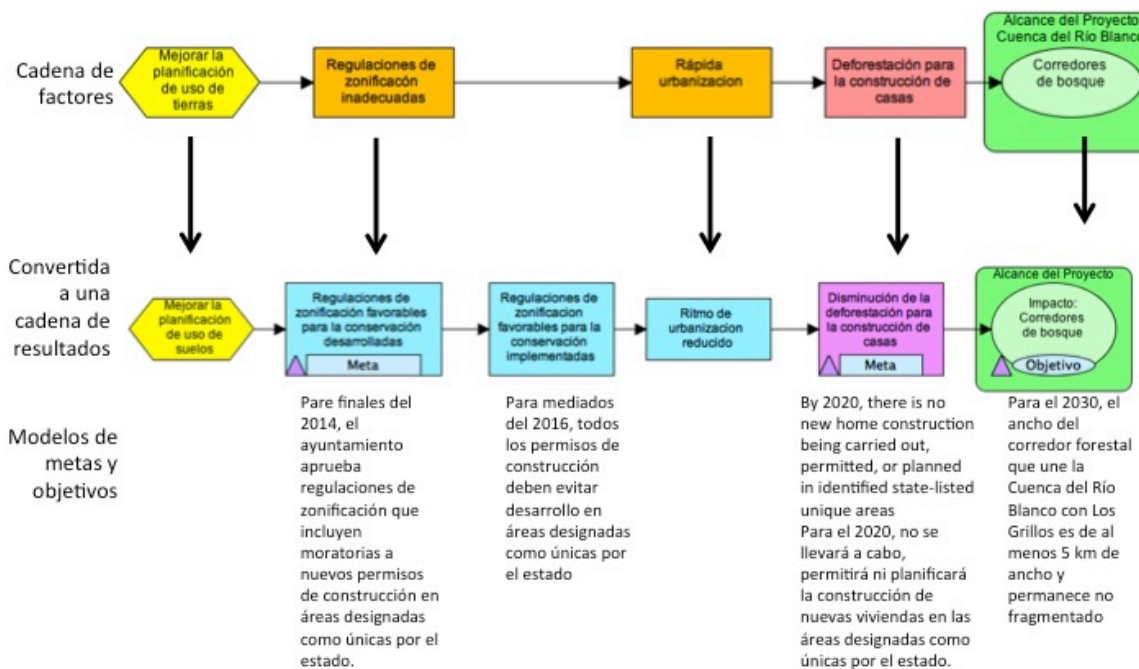 Cadena de
factores
Mejorar la
planificación
de uso de
tierras
Regulaciones de
zonificacón
inadecuadas
Rápida
urbanizacion
Deforestación para
la construcción de
casas
Alcance del Proyecto
Cuenca del Río Blanco
Corredores
de bosque
Convertida
a una
cadena de
resultados
Mejorar la
planificación
de uso de
suelos
Regulaciones de
zonificación favorables
para la conservación
desarrolladas
Meta
Regulaciones de
zonificacion
favorables para la
conservación
implementadas
Ritmo de
urbanizacion
reducido
Disminución de la
deforestación para
la construcción de
casas
Meta
Alcance del Proyecto
Impacto:
Corredores
de bosque
Objetivo
Modelos de
metas y
objetivos
Pare finales del
2014, el
ayuntamiento
aprueba
regulaciones de
zonificación que
incluyen
moratorias a
nuevos permisos
de construcción en
áreas designadas
como únicas por el
estado.
Para mediados
del 2016, todos
los permisos de
construcción
deben evitar
desarrollo en
áreas designadas
como únicas por
el estado
By 2020, there is no
new home construction
being carried out,
permitted, or planned
in identified state-listed
unique areas
Para el 2020, no se
llevará a cabo,
permitirá ni planificará
la construcción de
nuevas viviendas en las
áreas designadas como
únicas por el estado.
Para el 2030, el
ancho del
corredor forestal
que une la
Cuenca del Río
Blanco con Los
Grillos es de al
menos 5 km de
ancho y
permanece no
fragmentado